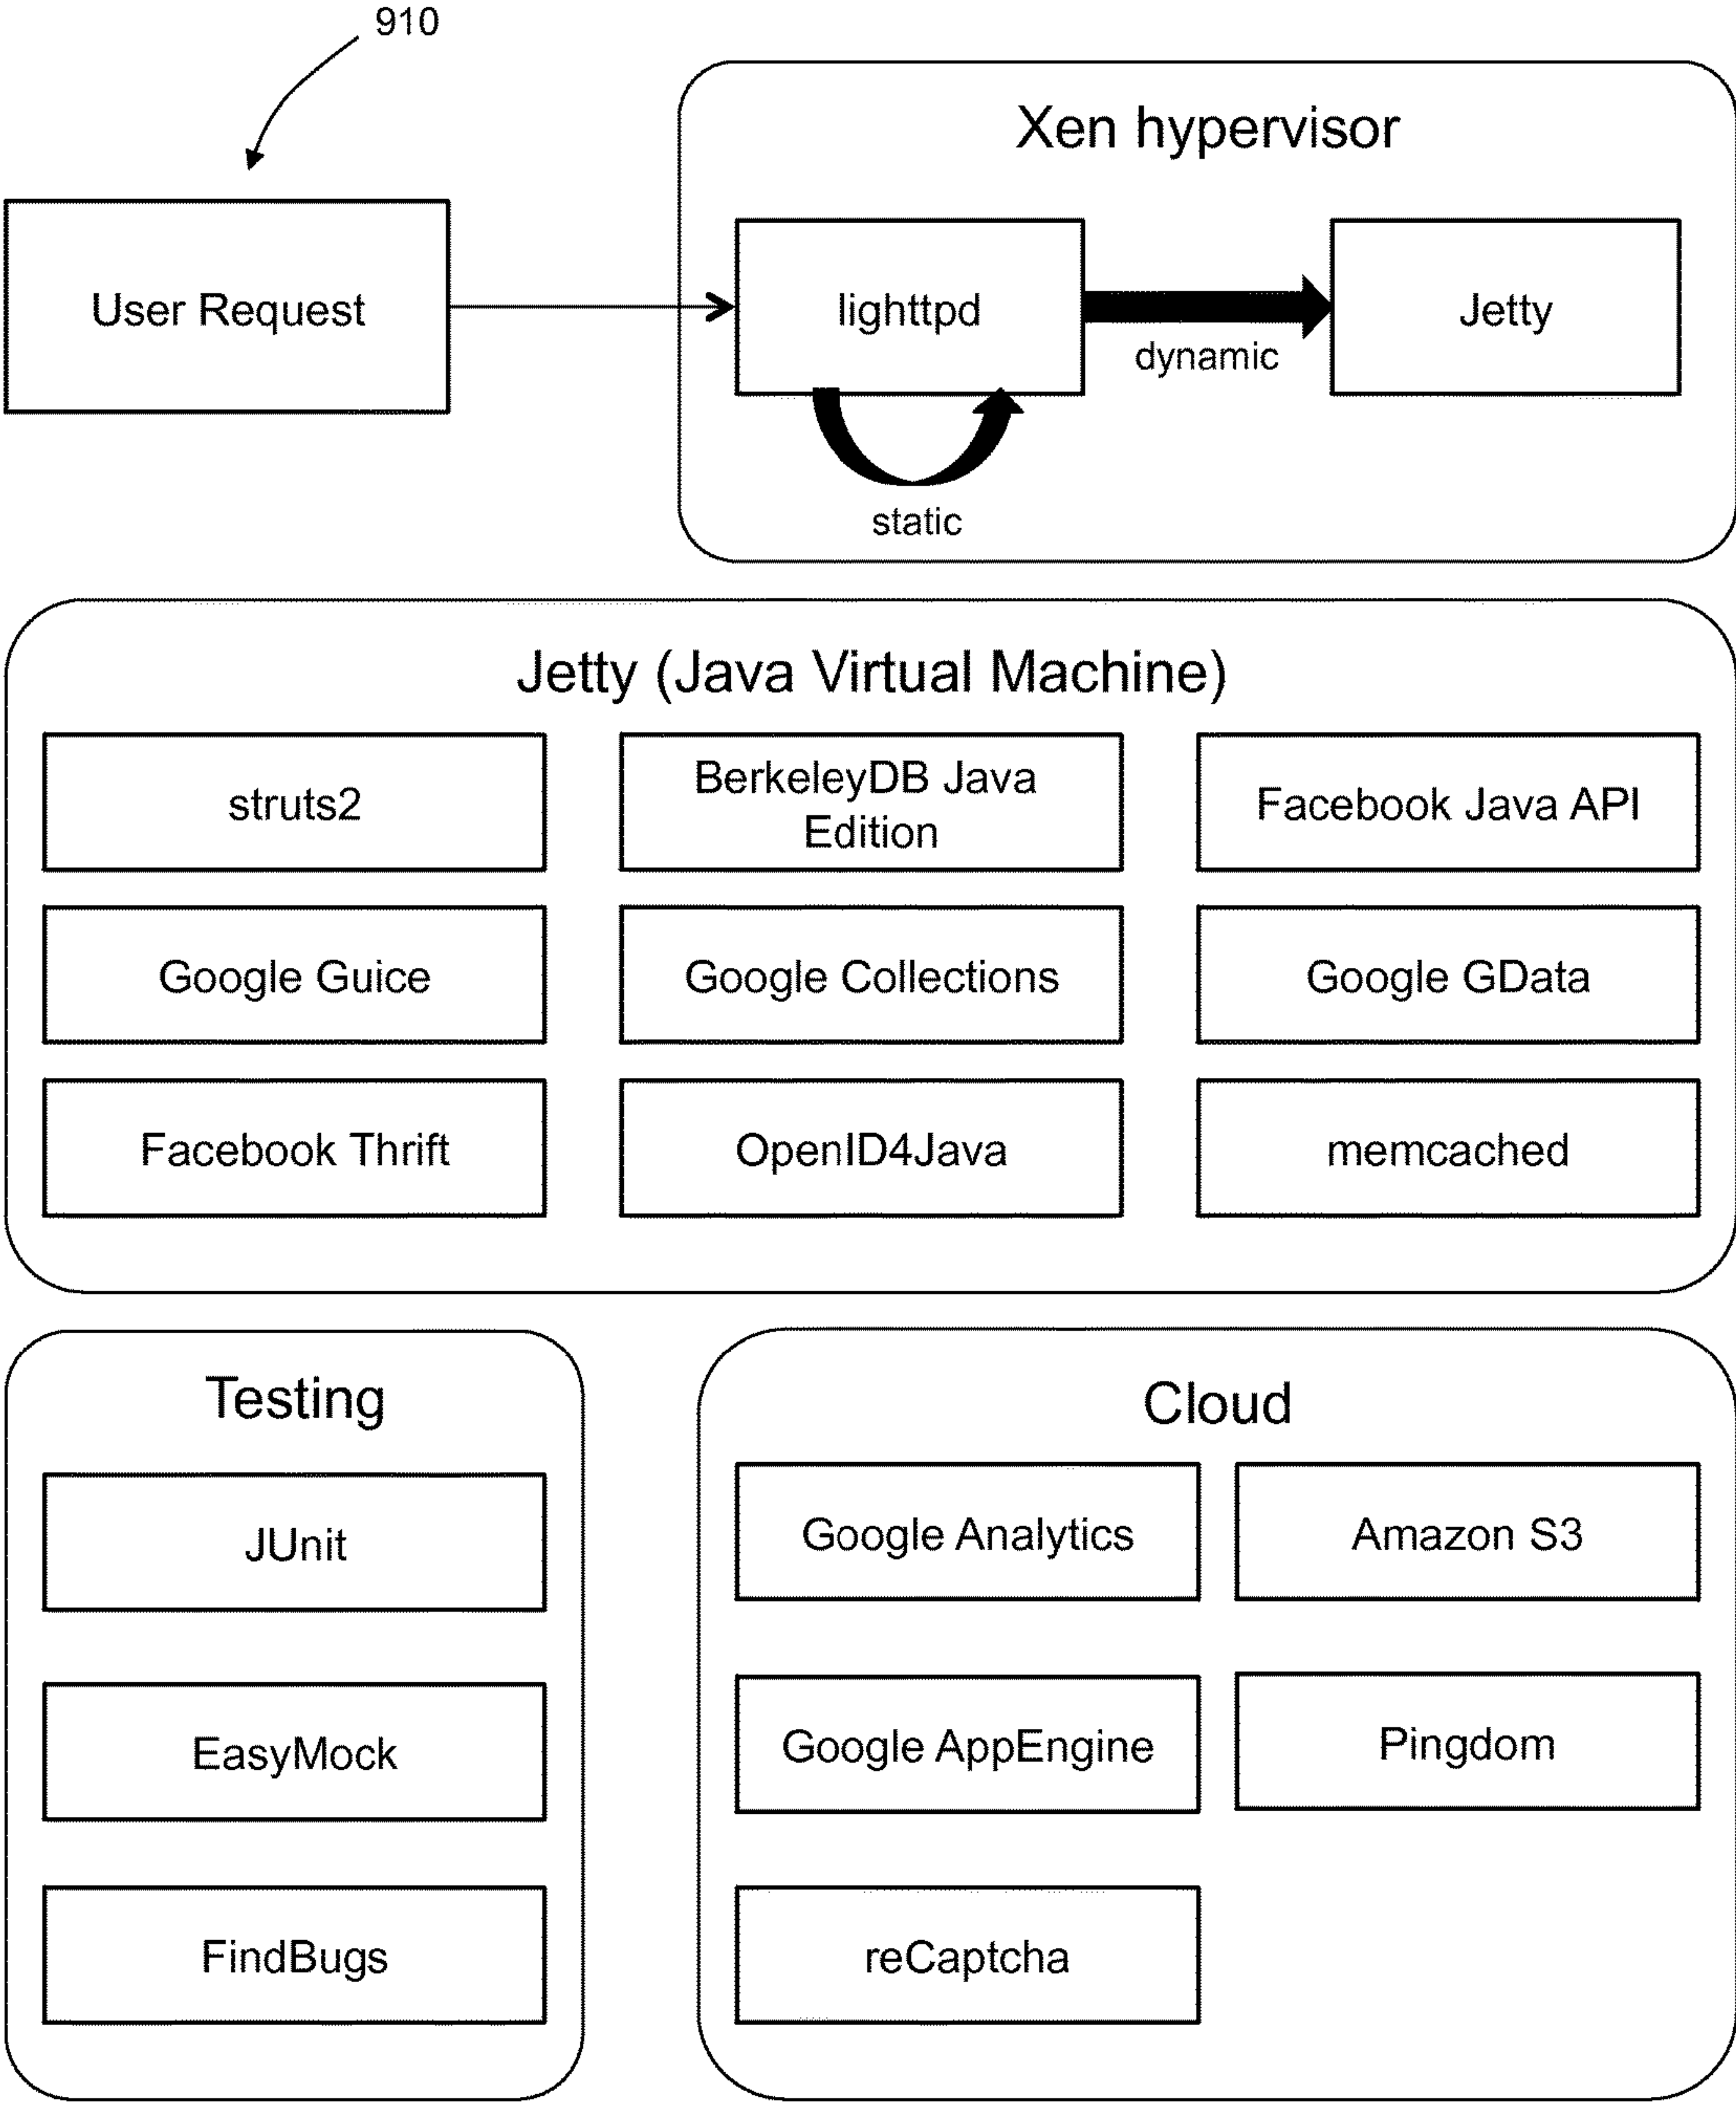 910
Xen hypervisor
User Request
lighttpd
Jetty
dynamic
static
Jetty (Java Virtual Machine)
struts2
BerkeleyDB Java
Edition
Facebook Java API
Google Guice
Google Collections
Google GData
Facebook Thrift
OpenID4Java
memcached
Testing
JUnit
EasyMock
FindBugs
Cloud
Google Analytics
Amazon S3
Google AppEngine
Pingdom
reCaptcha